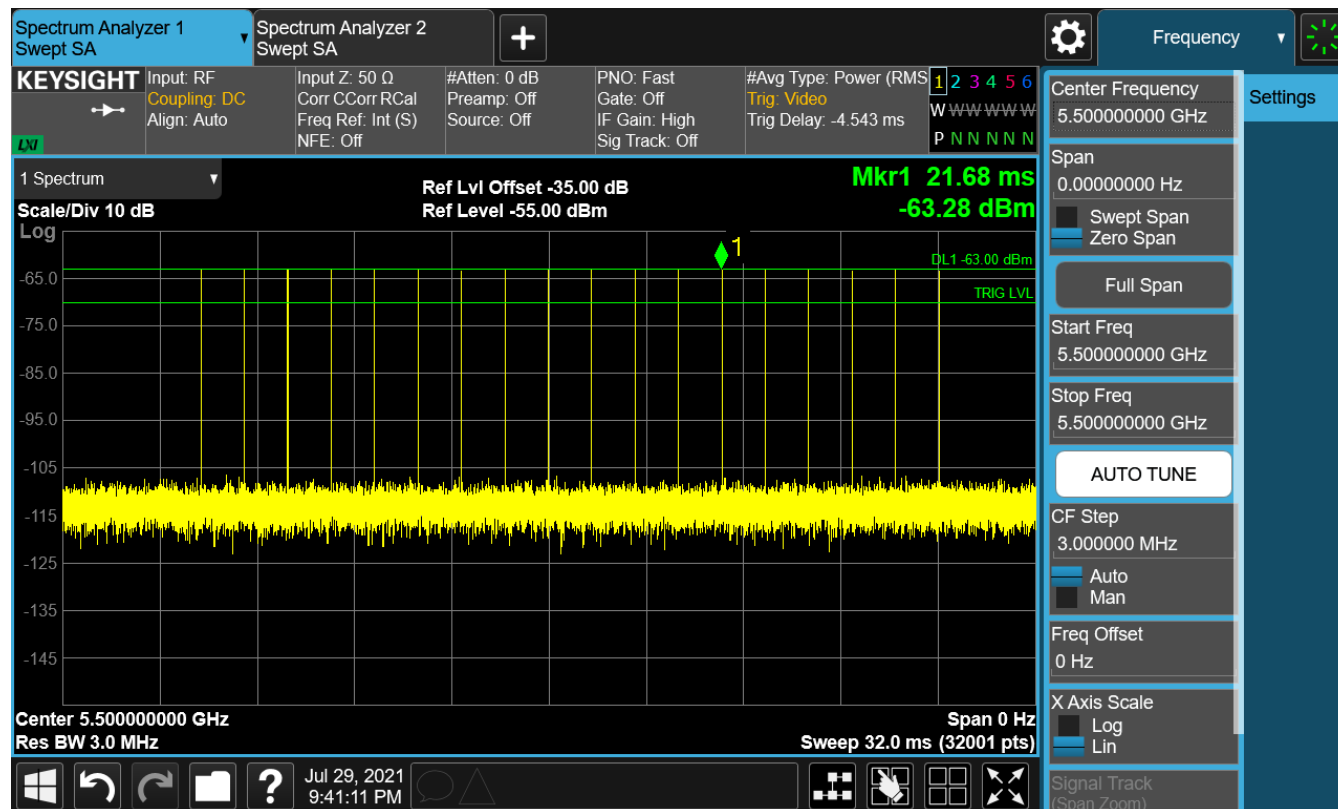 Spectrum Analyzer 1
Swept SA
Spectrum Analyzer 2
Swept SA
Frequency
KEYSIGHT
LXI
Input: RF
Coupling: DC
Align: Auto
Input Z: 50 Ω
Corr CCorr RCal
Freq Ref: Int (S)
NFE: Off
#Atten: 0 dB
Preamp: Off
Source: Off
PNO: Fast
Gate: Off
IF Gain: High
Sig Track: Off
#Avg Type: Power (RMS
Trig: Video
Trig Delay: -4.543 ms
1 2 3 4 5 6
W W W W W W
P N N N N N
1 Spectrum
Scale/Div 10 dB
Log
Ref Lvl Offset -35.00 dB
Ref Level -55.00 dBm
Mkr1 21.68 ms
-63.28 dBm
1
DL1 -63.00 dBm
TRIG LVL
-65.0
-75.0
-85.0
-95.0
-105
-115
-125
-135
-145
Center 5.500000000 GHz
Res BW 3.0 MHz
Span 0 Hz
Sweep 32.0 ms (32001 pts)
Center Frequency
5.500000000 GHz
Settings
Span
0.00000000 Hz
Swept Span
Zero Span
Full Span
Start Freq
5.500000000 GHz
Stop Freq
5.500000000 GHz
AUTO TUNE
CF Step
3.000000 MHz
Auto
Man
Freq Offset
0 Hz
X Axis Scale
Log
Lin
Signal Track
(Span Zoom)
?
Jul 29, 2021
9:41:11 PM